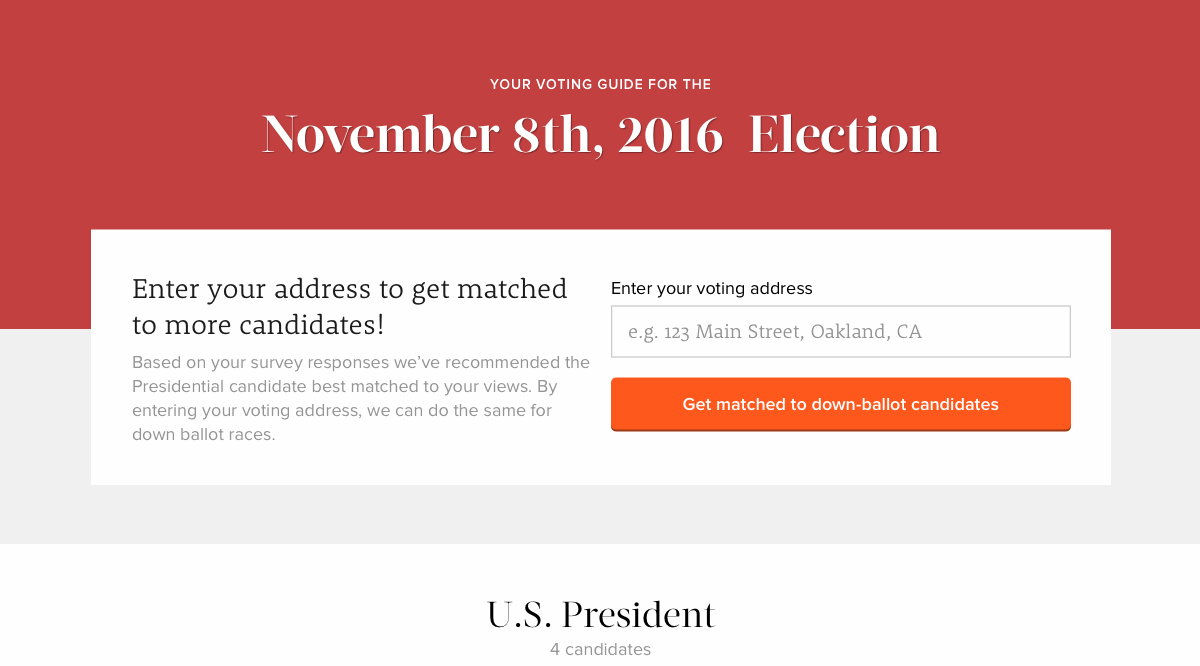 YOUR VOTING GUIDE FOR THE
November 8th, 2016 Election
Enter your address to get matched
to more candidates!
Based on your survey responses we've recommended the
Presidential candidate best matched to your views. By
entering your voting address, we can do the same for
down ballot races.
Enter your voting address
e.g. 123 Main Street, Oakland, CA
Get matched to down-ballot candidates
U.S. President
4 candidates